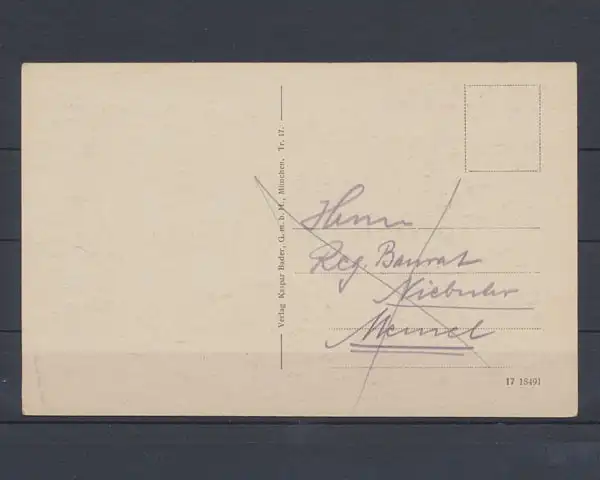 Verlag Kaspar Bader, G. m. b. H., München. Tr. 17.
Herrn
Reg. Baurat
Niebuhr
Memel
17 18491